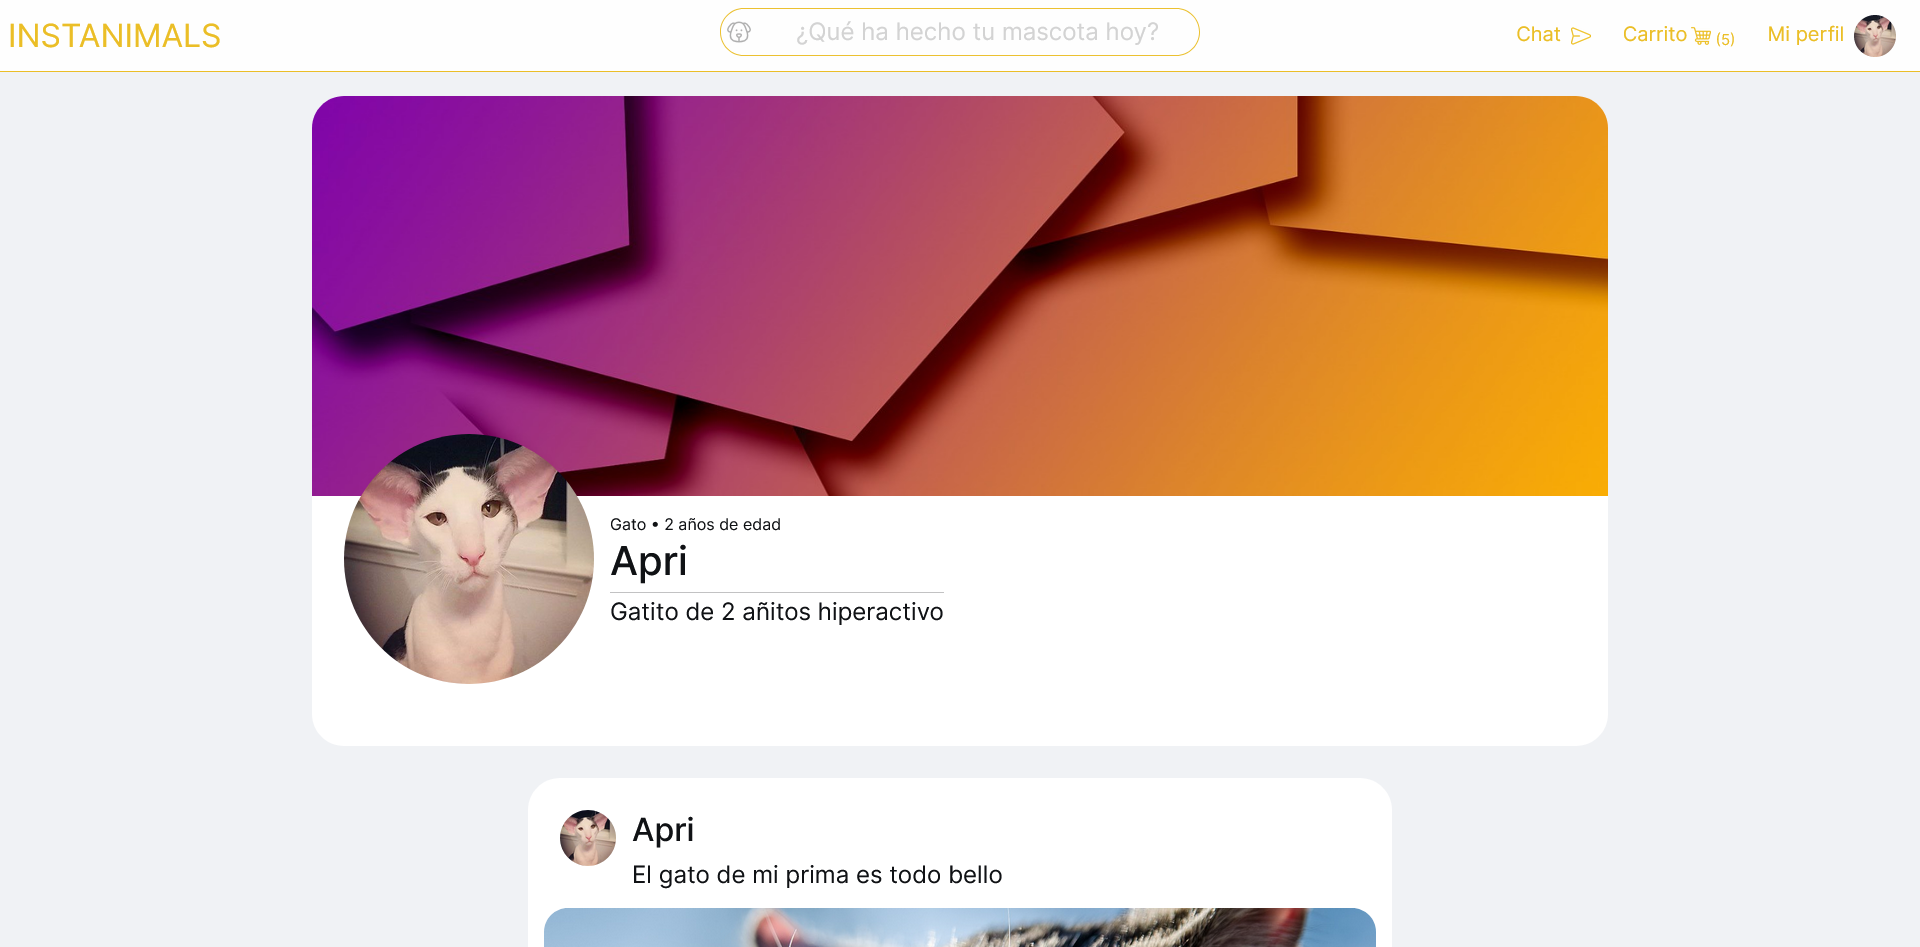 INSTANIMALS
¿Qué ha hecho tu mascota hoy?
Chat
Carrito (5)
Mi perfil
Gato • 2 años de edad
Apri
Gatito de 2 añitos hiperactivo
Apri
El gato de mi prima es todo bello